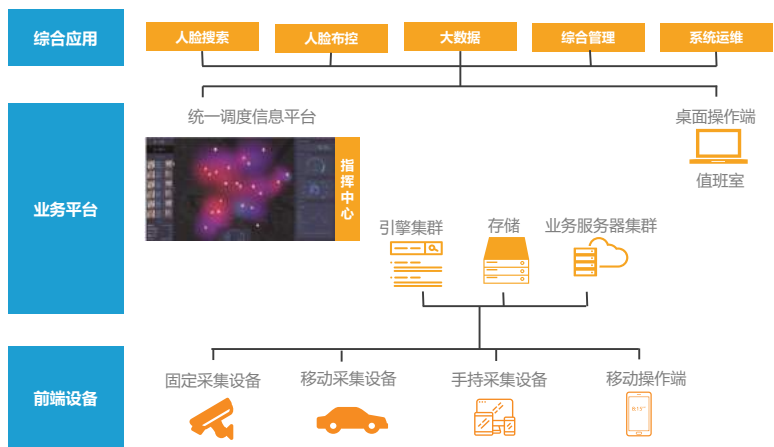 综合应用
人脸搜索
人脸布控
大数据
综合管理
系统运维
统一调度信息平台
桌面操作端
业务平台
指挥中心
值班室
引擎集群
存储
业务服务器集群
前端设备
固定采集设备
移动采集设备
手持采集设备
移动操作端